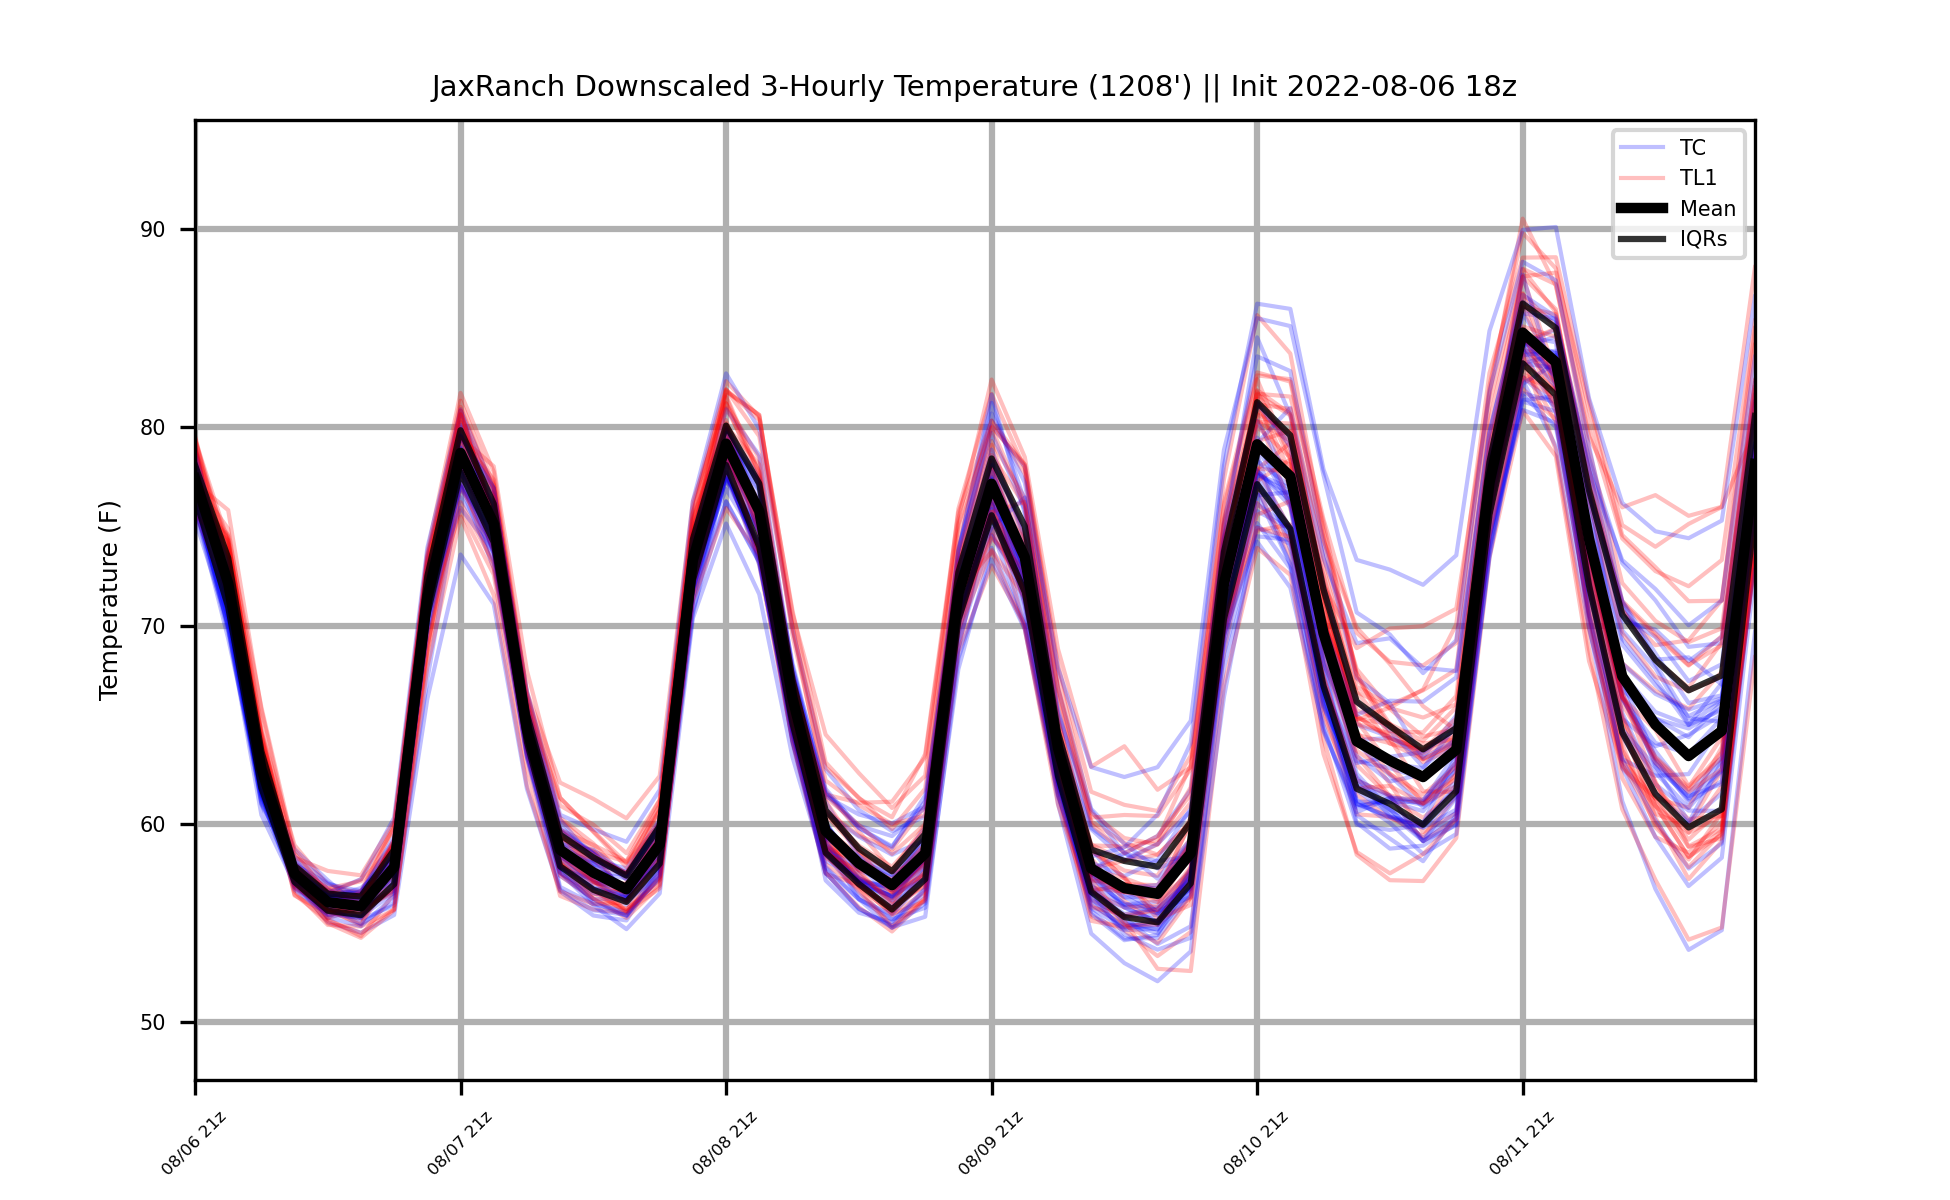 JaxRanch Downscaled 3-Hourly Temperature (1208') || Init 2022-08-06 18z
TC
TL1
Mean
IQRs
Temperature (F)
90
80
70
60
50
08/06 21z
08/07 21z
08/08 21z
08/09 21z
08/10 21z
08/11 21z